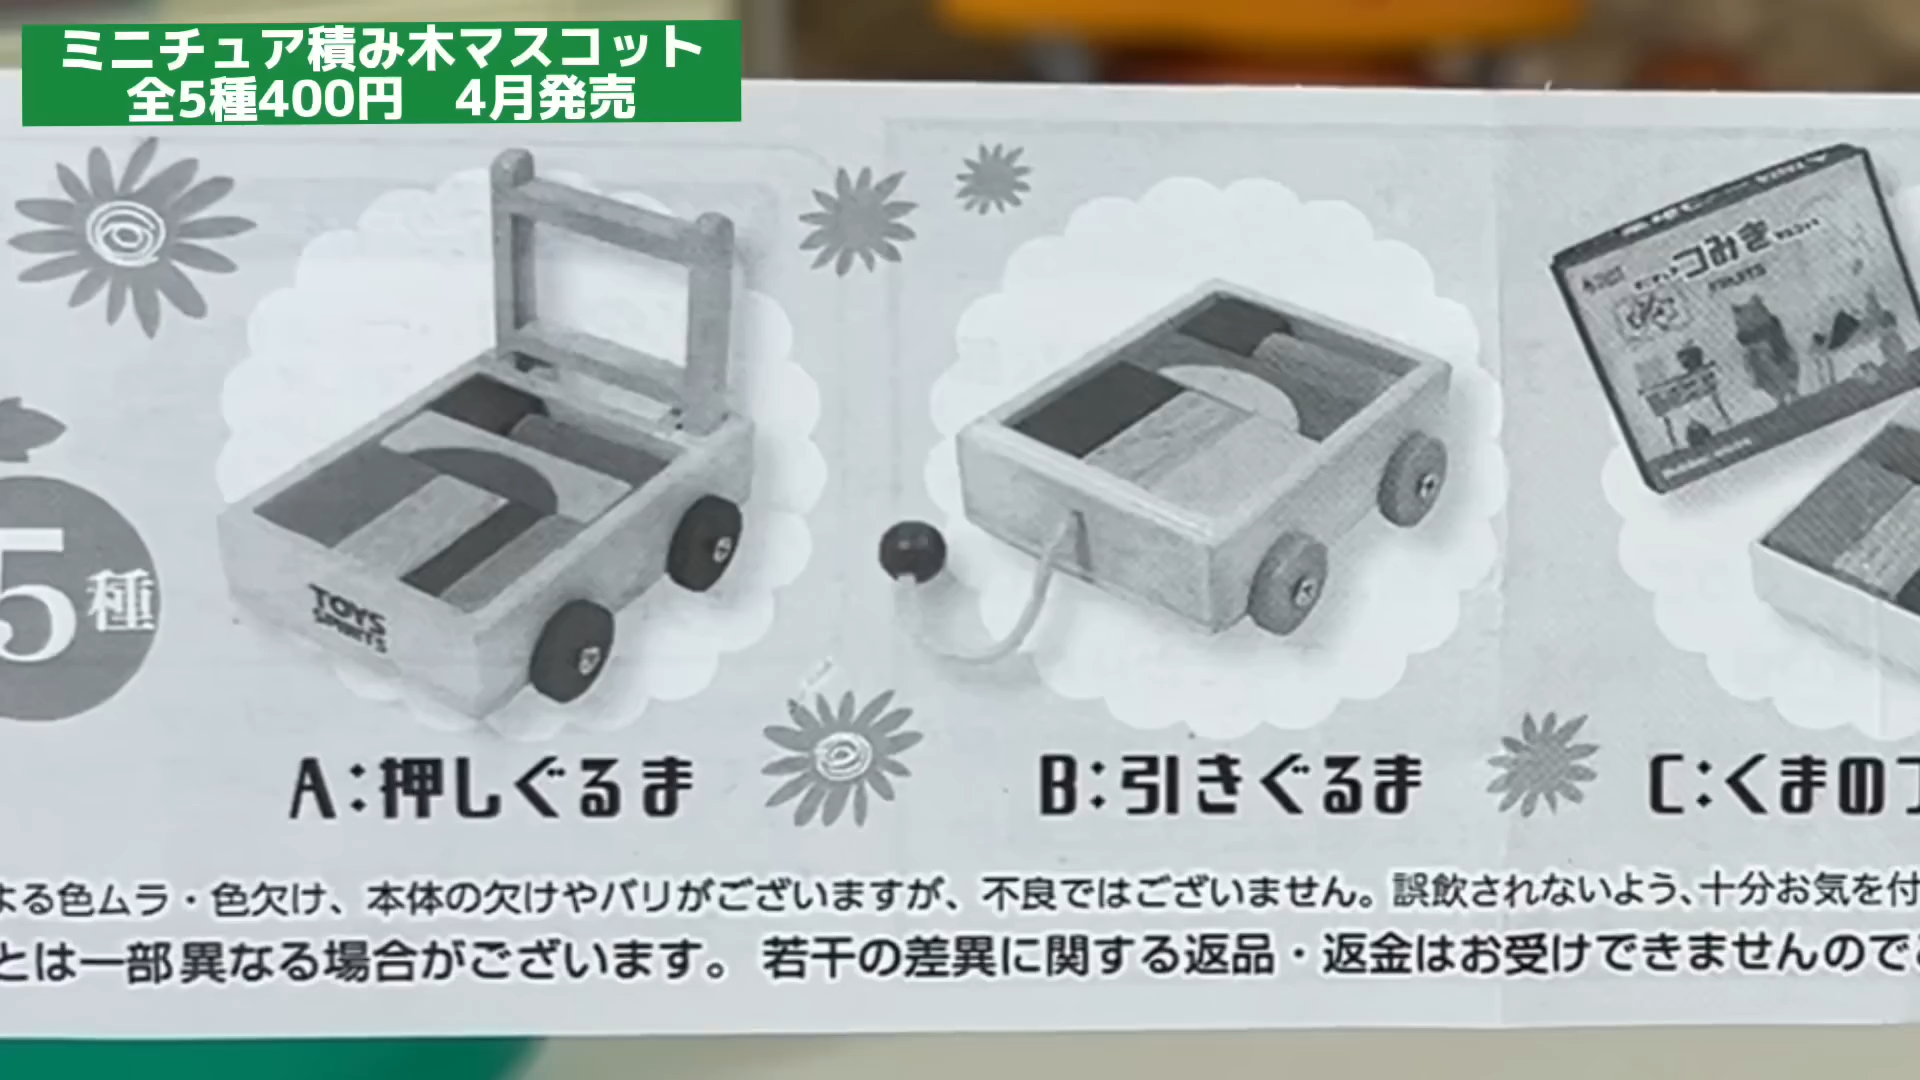 ミニチュア積み木マスコット
全5種400円　4月発売
つみき
TOYS
SPIRITS
5種
A:押しぐるま
B:引きぐるま
C:くまの
よる色ムラ・色欠け、本体の欠けやバリがございますが、不良ではございません。誤飲されないよう、十分お気を付
とは一部異なる場合がございます。若干の差異に関する返品・返金はお受けできませんので